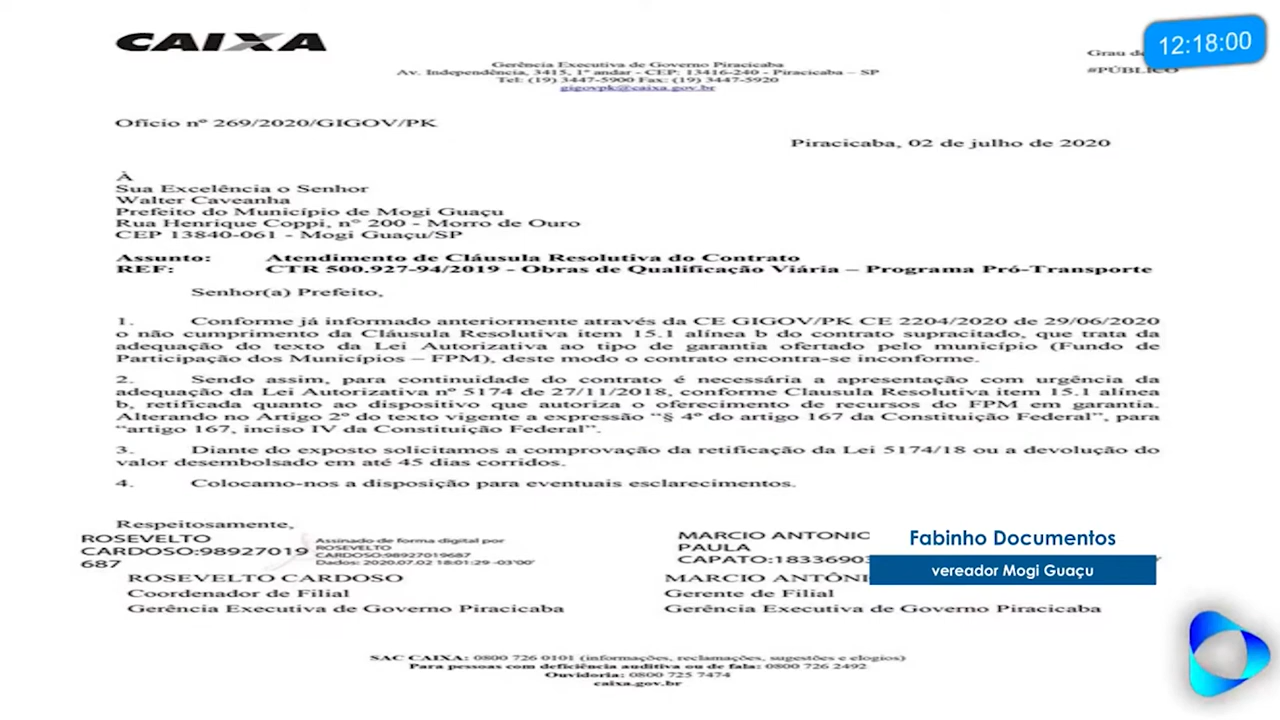 CAIXA
12:18:00
Grau de
#PÚBLICO
Gerência Executiva de Governo Piracicaba
Av. Independência, 3415, 1º andar - CEP: 13416-240 - Piracicaba – SP
Tel: (19) 3447-5900 Fax: (19) 3447-5920
gigovpk@caixa.gov.br
Ofício nº 269/2020/GIGOV/PK
Piracicaba, 02 de julho de 2020
À
Sua Excelência o Senhor
Walter Caveanha
Prefeito do Município de Mogi Guaçu
Rua Henrique Coppi, nº 200 - Morro de Ouro
CEP 13840-061 - Mogi Guaçu/SP
Assunto: Atendimento de Cláusula Resolutiva do Contrato
REF: CTR 500.927-94/2019 - Obras de Qualificação Viária – Programa Pró-Transporte
Senhor(a) Prefeito,
1. Conforme já informado anteriormente através da CE GIGOV/PK CE 2204/2020 de 29/06/2020
o não cumprimento da Cláusula Resolutiva item 15.1 alínea b do contrato supracitado, que trata da
adequação do texto da Lei Autorizativa ao tipo de garantia ofertado pelo município (Fundo de
Participação dos Municípios – FPM), deste modo o contrato encontra-se inconforme.
2. Sendo assim, para continuidade do contrato é necessária a apresentação com urgência da
adequação da Lei Autorizativa nº 5174 de 27/11/2018, conforme Clausula Resolutiva item 15.1 alínea
b, retificada quanto ao dispositivo que autoriza o oferecimento de recursos do FPM em garantia.
Alterando no Artigo 2º do texto vigente a expressão “§ 4º do artigo 167 da Constituição Federal”, para
“artigo 167, inciso IV da Constituição Federal”.
3. Diante do exposto solicitamos a comprovação da retificação da Lei 5174/18 ou a devolução do
valor desembolsado em até 45 dias corridos.
4. Colocamo-nos a disposição para eventuais esclarecimentos.
Respeitosamente,
ROSEVELTO
CARDOSO:98927019
687
Assinado de forma digital por
ROSEVELTO
CARDOSO:98927019687
Dados: 2020.07.02 18:01:29 -03'00'
MARCIO ANTONIO
PAULA
CAPATO:18336903
Fabinho Documentos
vereador Mogi Guaçu
ROSEVELTO CARDOSO
Coordenador de Filial
Gerência Executiva de Governo Piracicaba
MARCIO ANTÔNI
Gerente de Filial
Gerência Executiva de Governo Piracicaba
SAC CAIXA: 0800 726 0101 (informações, reclamações, sugestões e elogios)
Para pessoas com deficiência auditiva ou de fala: 0800 726 2492
Ouvidoria: 0800 725 7474
caixa.gov.br